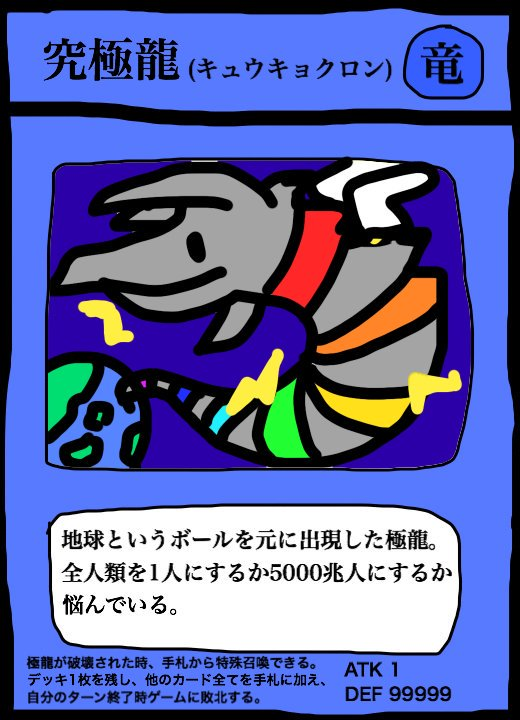 究極龍 (キュウキョクロン) 竜
地球というボールを元に出現した極龍。
全人類を1人にするか5000兆人にするか
悩んでいる。
極龍が破壊された時、手札から特殊召喚できる。
デッキ1枚を残し、他のカード全てを手札に加え、
自分のターン終了時ゲームに敗北する。
ATK 1
DEF 99999